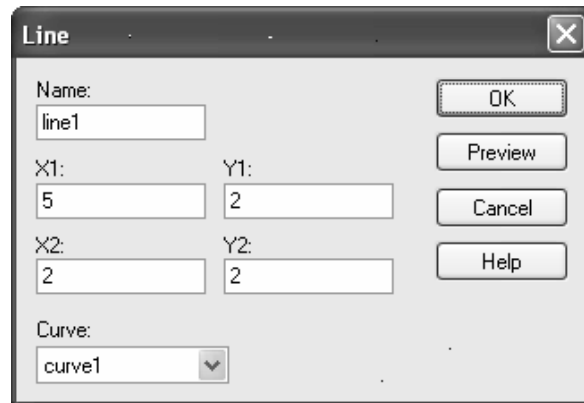 Line
Name:
line1
X1:
Y1:
5
2
X2:
Y2:
2
2
Curve:
curve1
OK
Preview
Cancel
Help